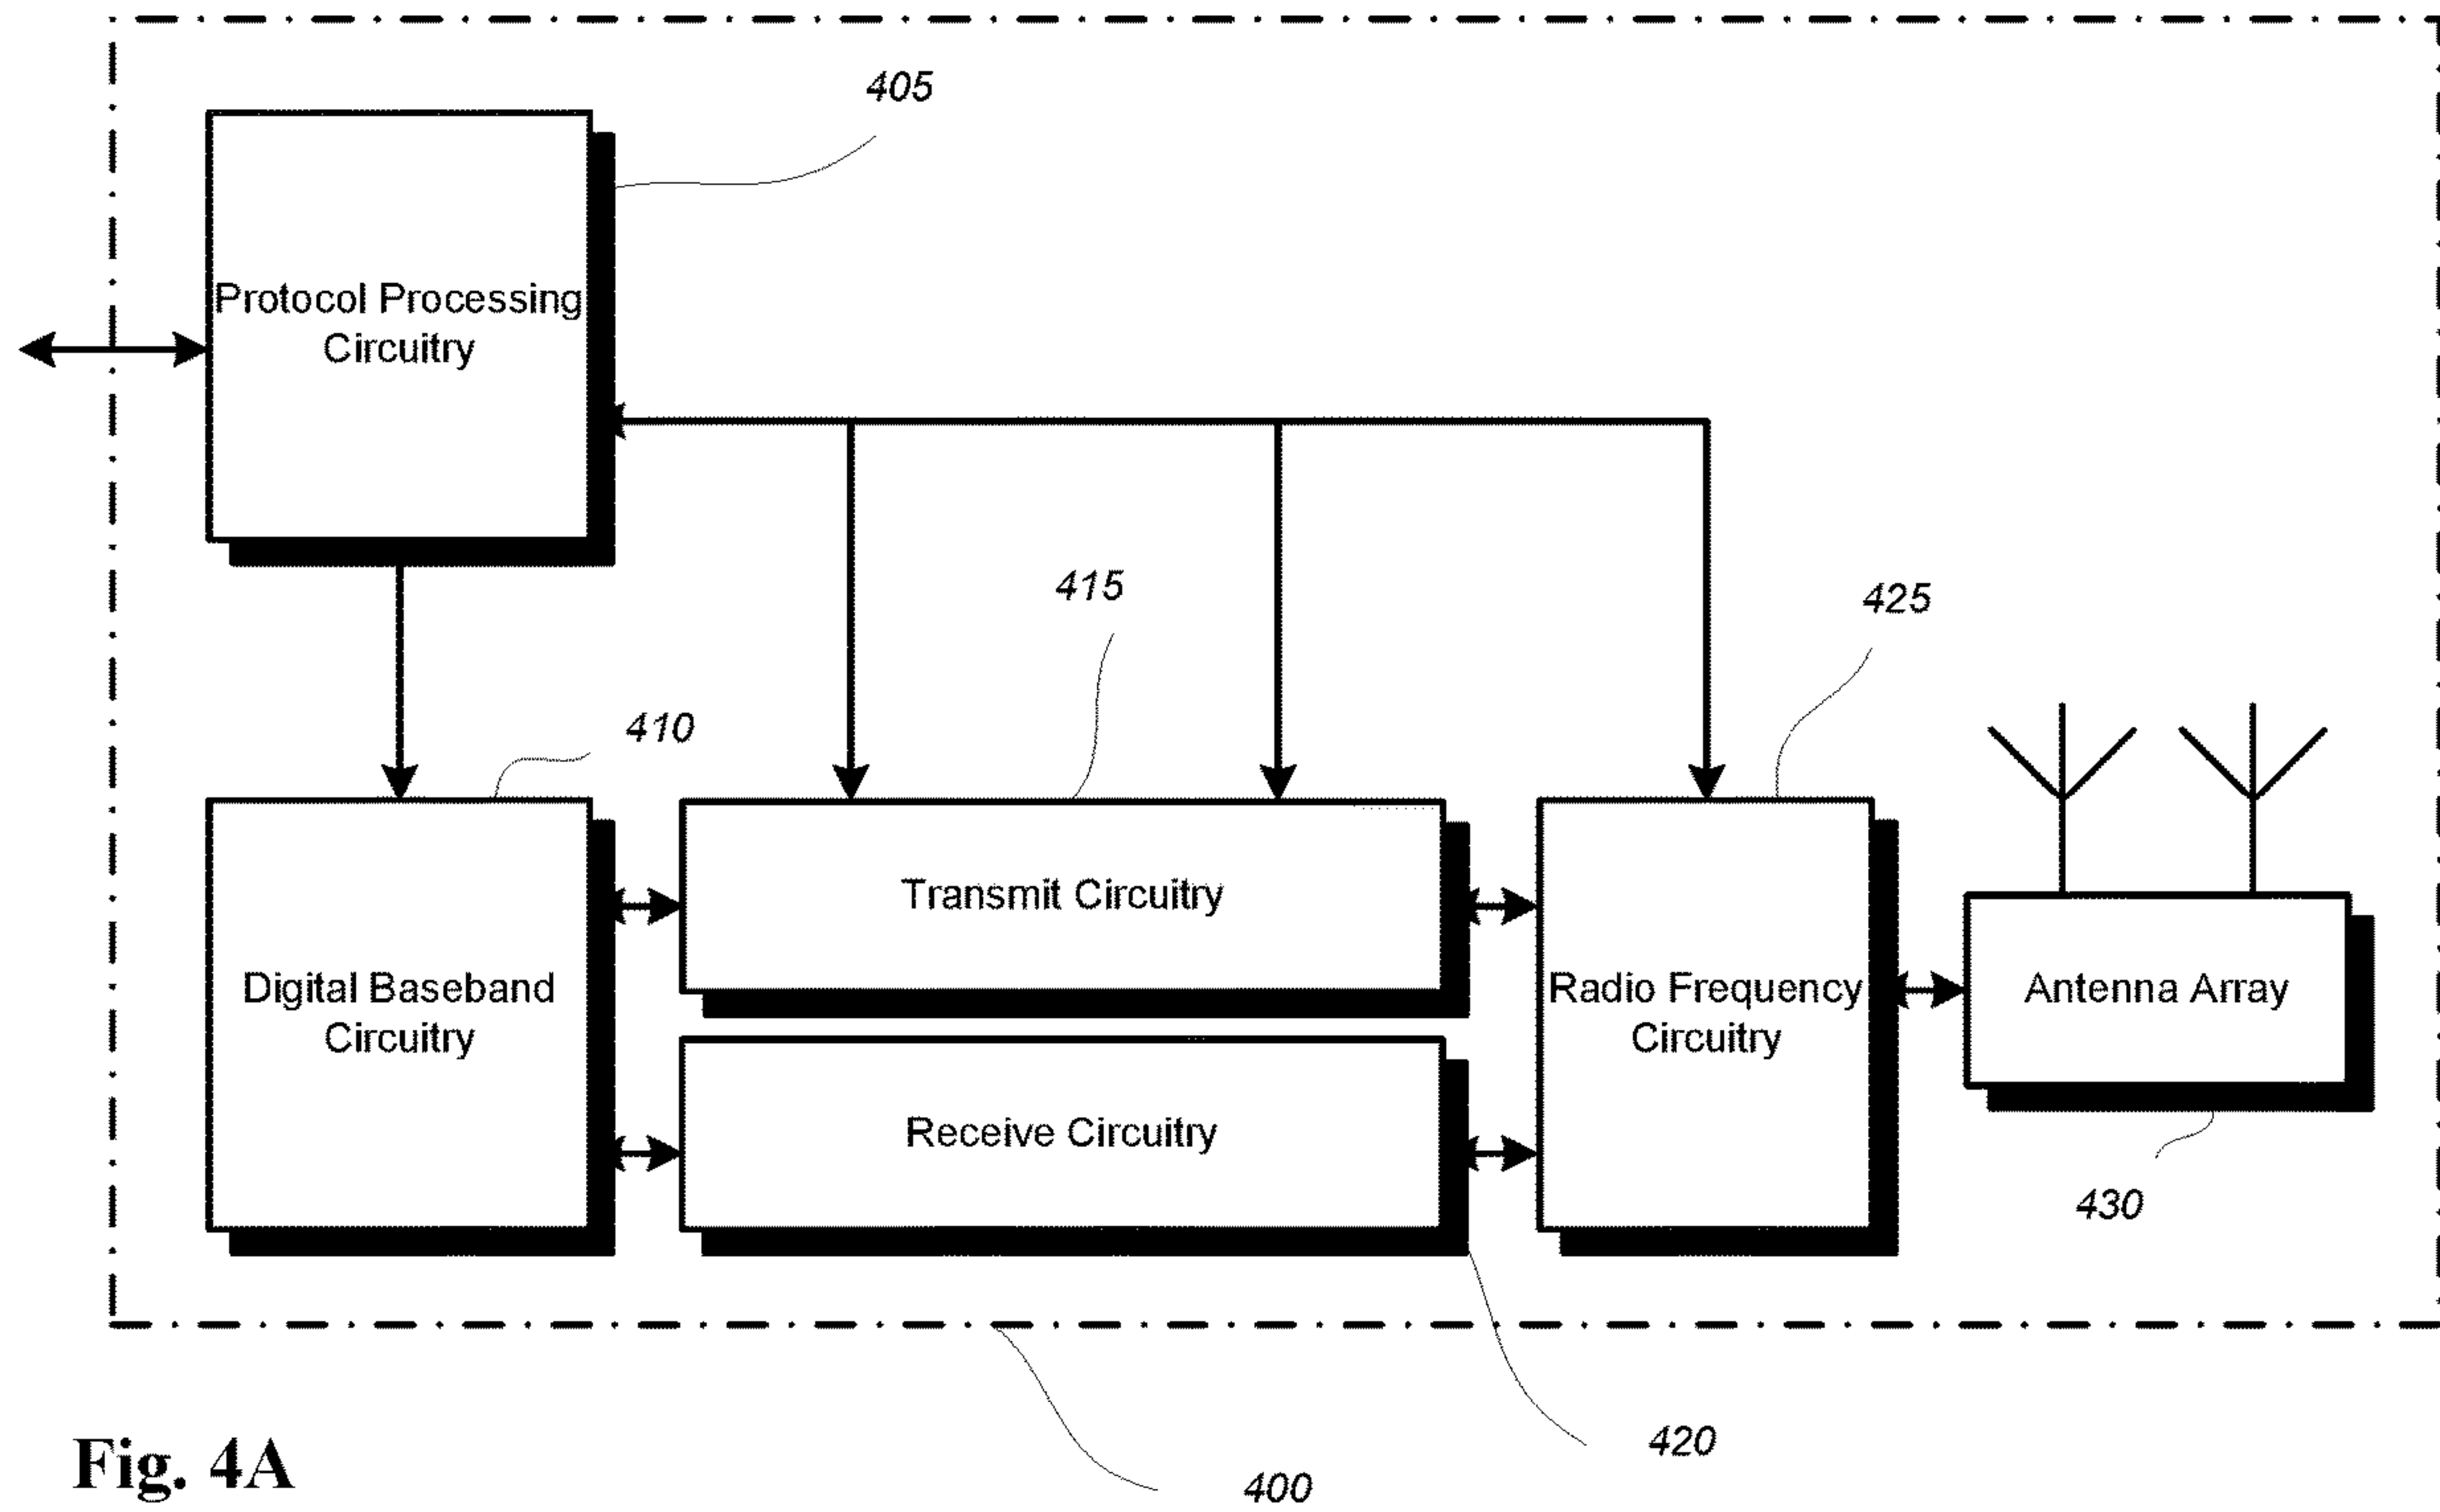 405
Protocol Processing
Circuitry
415
425
410
Transmit Circuitry
Digital Baseband
Circuitry
Radio Frequency
Circuitry
Antenna Array
Receive Circuitry
430
420
Fig. 4A
400